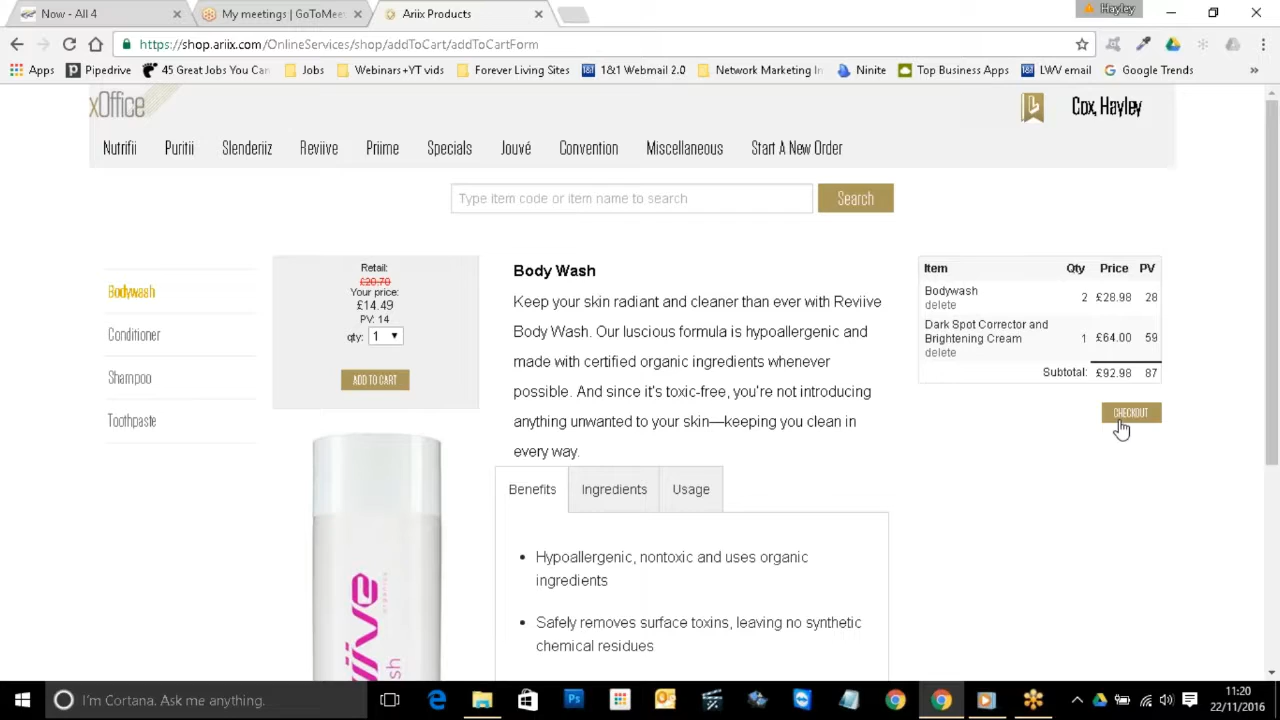 Now - All 4
My meetings | GoToMeet
Ariix Products
Hayley
https://shop.ariix.com/OnlineServices/shop/addToCart/addToCartForm
Apps
Pipedrive
45 Great Jobs You Can
Jobs
Webinars+YT vids
Forever Living Sites
1&1 Webmail 2.0
Network Marketing In
Ninite
Top Business Apps
LWV email
Google Trends
»
xOffice
Cox, Hayley
Nutrifii
Puritii
Slenderiiz
Reviive
Priime
Specials
Jouvé
Convention
Miscellaneous
Start A New Order
Type item code or item name to search
Search
Bodywash
Conditioner
Shampoo
Toothpaste
Retail:
£20.70
Your price:
£14.49
PV: 14
qty: 1
ADD TO CART
Body Wash
Keep your skin radiant and cleaner than ever with Reviive
Body Wash. Our luscious formula is hypoallergenic and
made with certified organic ingredients whenever
possible. And since it's toxic-free, you're not introducing
anything unwanted to your skin—keeping you clean in
every way.
Benefits
Ingredients
Usage
• Hypoallergenic, nontoxic and uses organic
ingredients
• Safely removes surface toxins, leaving no synthetic
chemical residues
Item Qty Price PV
Bodywash 2 £28.98 28
delete
Dark Spot Corrector and
Brightening Cream 1 £64.00 59
delete
Subtotal: £92.98 87
CHECKOUT
organics
I'm Cortana. Ask me anything.
11:20
22/11/2016